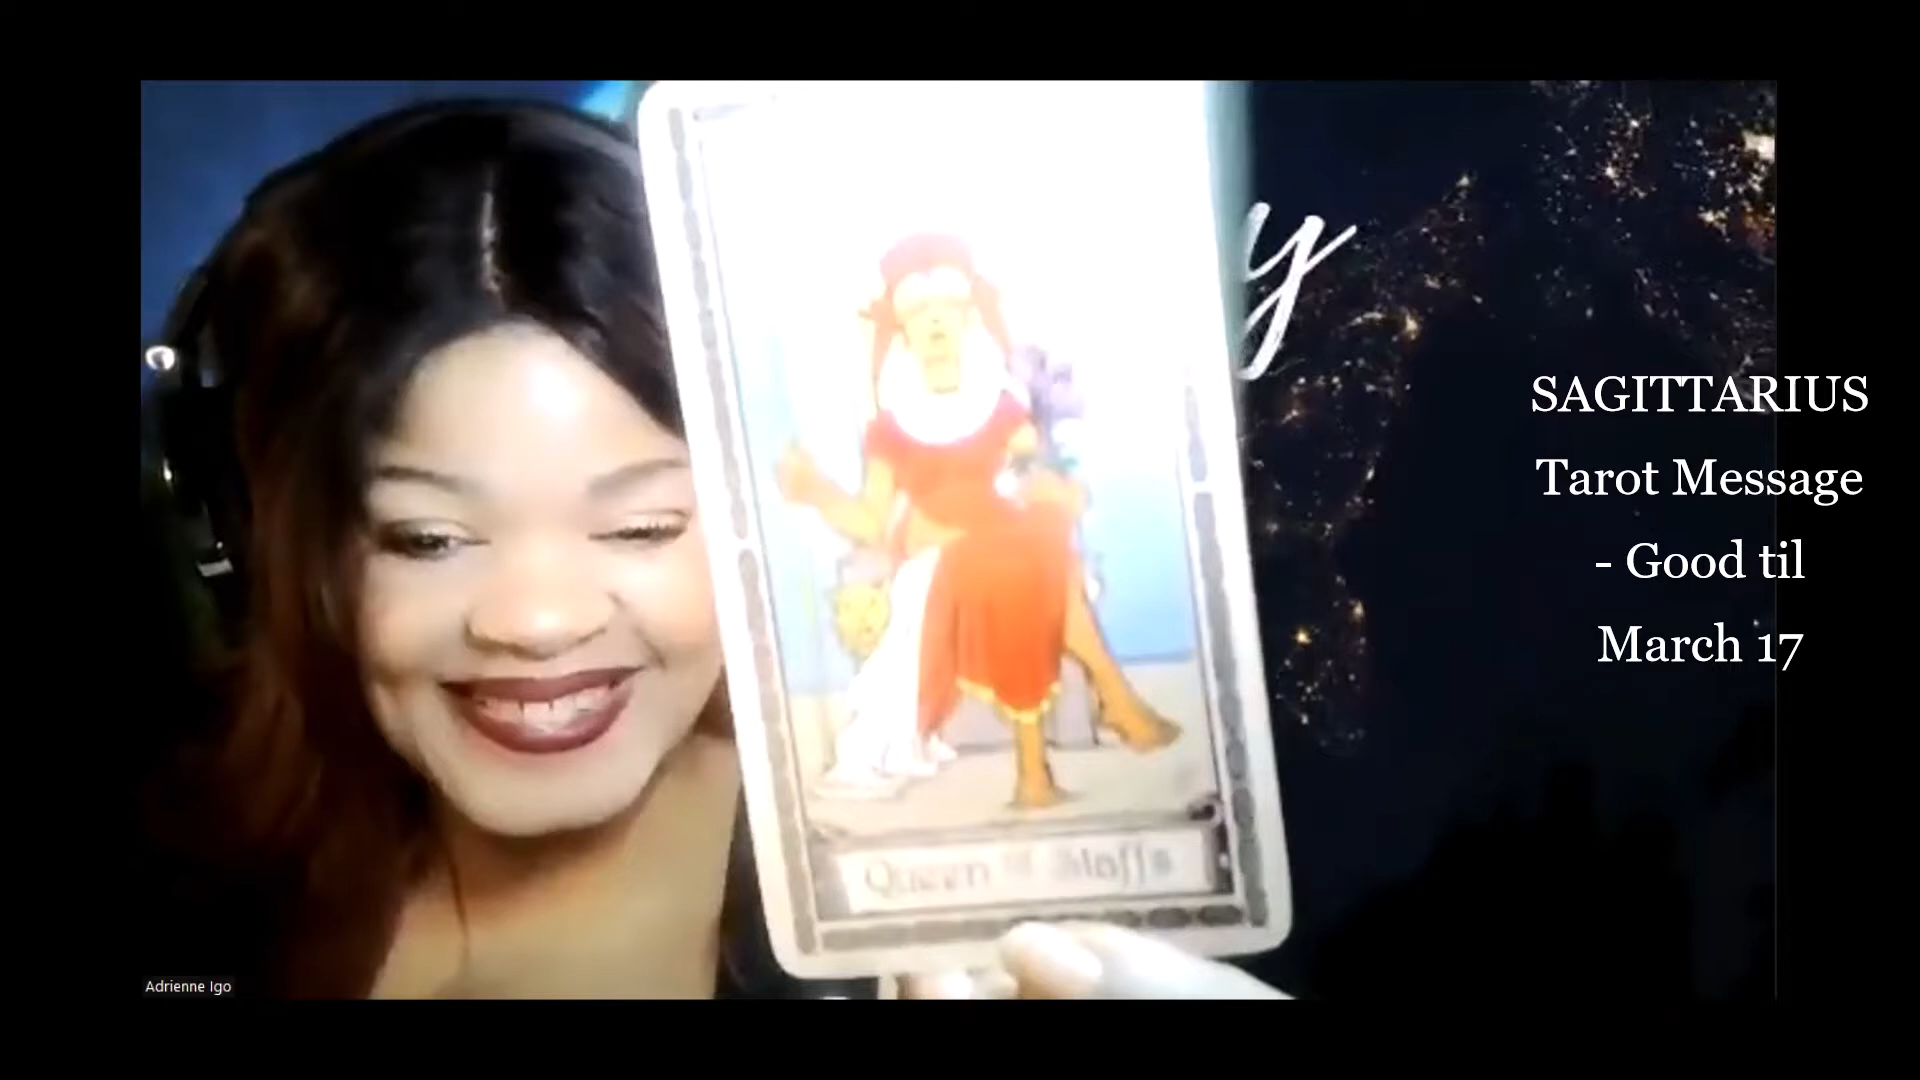 y
SAGITTARIUS
Tarot Message
- Good til
March 17
Queen of Staffs
Adrienne Igo